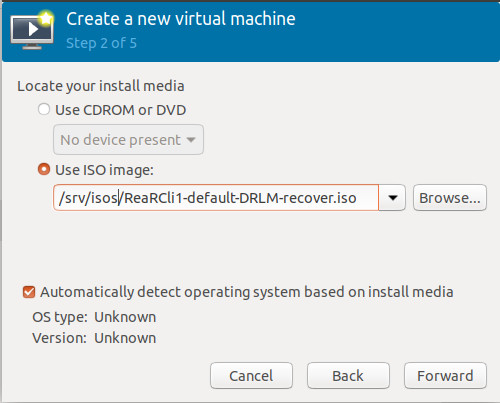 Create a new virtual machine
Step 2 of 5
Locate your install media
Use CDROM or DVD
No device present
Use ISO image:
/srv/isos/ReaRCli1-default-DRLM-recover.iso
Browse...
Automatically detect operating system based on install media
OS type: Unknown
Version: Unknown
Cancel Back Forward